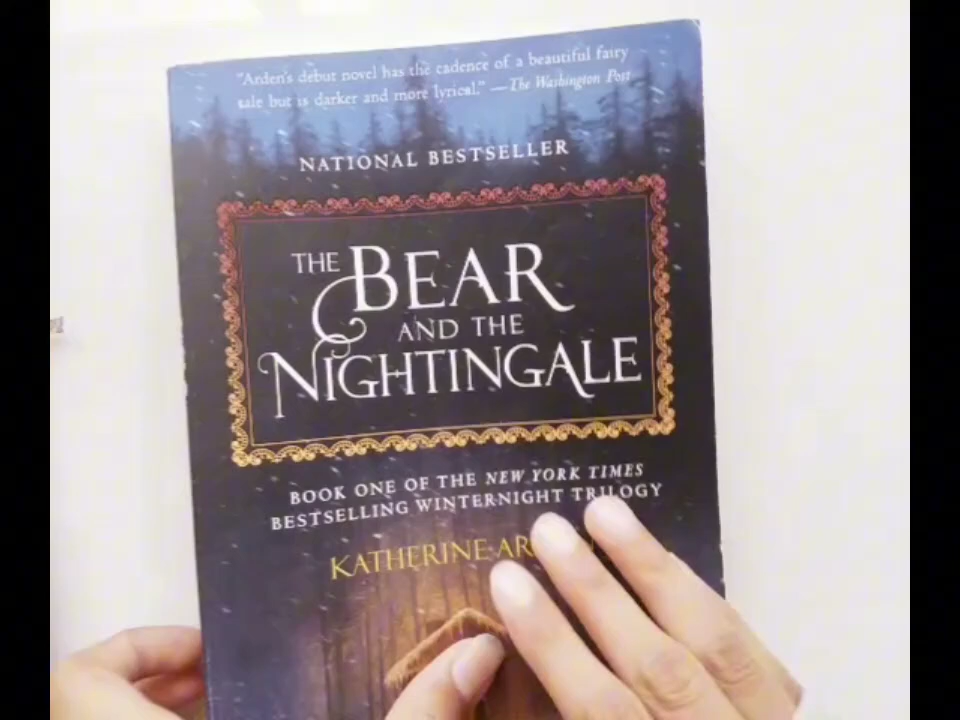 "Arden's debut novel has the cadence of a beautiful fairy
tale but is darker and more lyrical." —The Washington Post
NATIONAL BESTSELLER
THE BEAR
AND THE
NIGHTINGALE
BOOK ONE OF THE NEW YORK TIMES
BESTSELLING WINTERNIGHT TRILOGY
KATHERINE